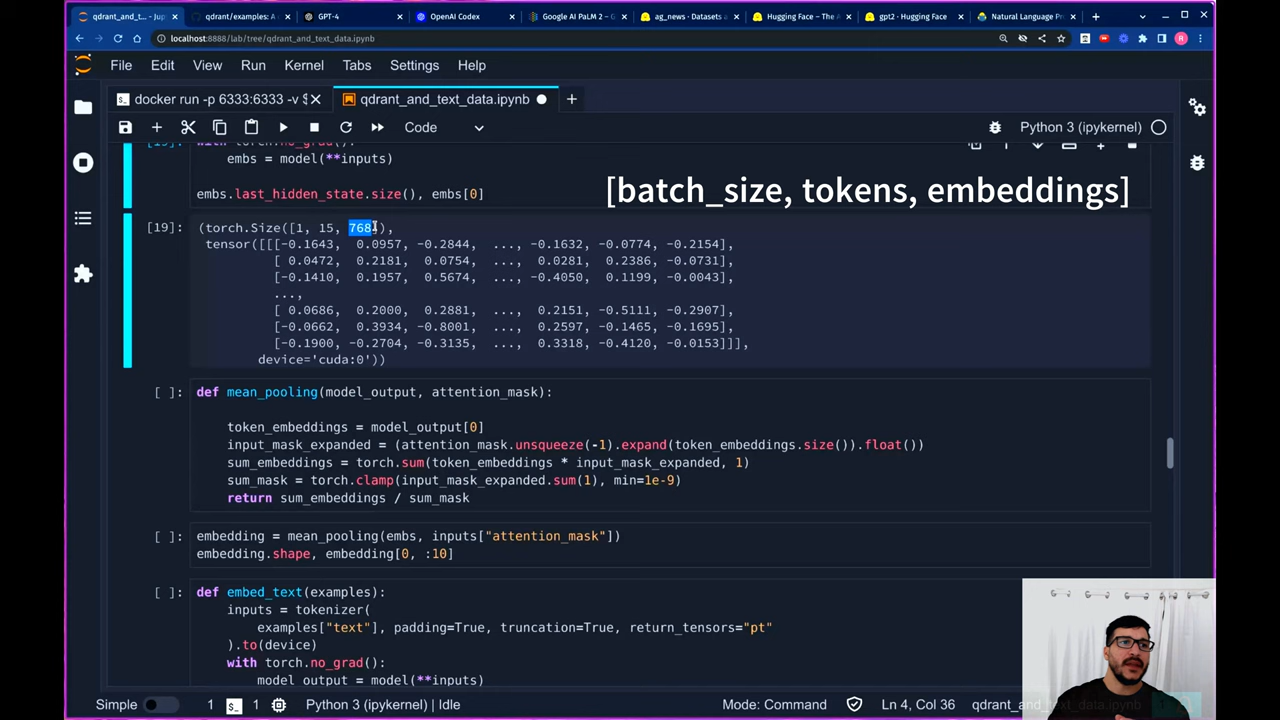 qdrant_and_text_data.ipynb - Jup
qdrant/examples: A
GPT-4
OpenAI Codex
Google AI PaLM 2 –
ag_news · Datasets
Hugging Face – The
gpt2 · Hugging Face
Natural Language Pro
localhost:8888/lab/tree/qdrant_and_text_data.ipynb
File Edit View Run Kernel Tabs Settings Help
docker run -p 6333:6333 -v $
qdrant_and_text_data.ipynb
Code
Python 3 (ipykernel)
[19]: with torch.no_grad():
embs = model(**inputs)
embs.last_hidden_state.size(), embs[0]
[batch_size, tokens, embeddings]
[19]: (torch.Size([1, 15, 768]),
tensor([[[-0.1643, 0.0957, -0.2844, ..., -0.1632, -0.0774, -0.2154],
[ 0.0472, 0.2181, 0.0754, ..., 0.0281, 0.2386, -0.0731],
[-0.1410, 0.1957, 0.5674, ..., -0.4050, 0.1199, -0.0043],
...,
[ 0.0686, 0.2000, 0.2881, ..., 0.2151, -0.5111, -0.2907],
[-0.0662, 0.3934, -0.8001, ..., 0.2597, -0.1465, -0.1695],
[-0.1900, -0.2704, -0.3135, ..., 0.3318, -0.4120, -0.0153]]],
device='cuda:0'))
[ ]: def mean_pooling(model_output, attention_mask):
token_embeddings = model_output[0]
input_mask_expanded = (attention_mask.unsqueeze(-1).expand(token_embeddings.size()).float())
sum_embeddings = torch.sum(token_embeddings * input_mask_expanded, 1)
sum_mask = torch.clamp(input_mask_expanded.sum(1), min=1e-9)
return sum_embeddings / sum_mask
[ ]: embedding = mean_pooling(embs, inputs["attention_mask"])
embedding.shape, embedding[0, :10]
[ ]: def embed_text(examples):
inputs = tokenizer(
examples["text"], padding=True, truncation=True, return_tensors="pt"
).to(device)
with torch.no_grad():
model_output = model(**inputs)
Simple 1 $_ 1 Python 3 (ipykernel) | Idle
Mode: Command Ln 4, Col 36 qdrant_and_text_data.ipynb